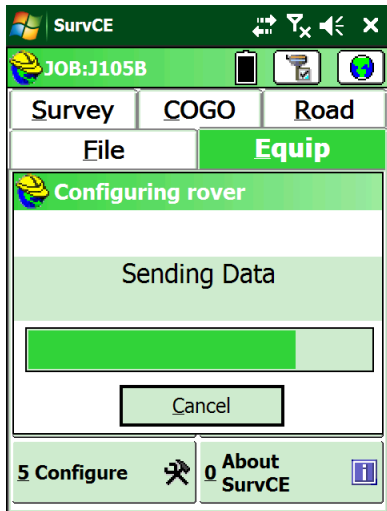 SurvCE
JOB:J105B
Survey COGO Road
File Equip
Configuring rover
Sending Data
Cancel
5 Configure 0 About
SurvCE